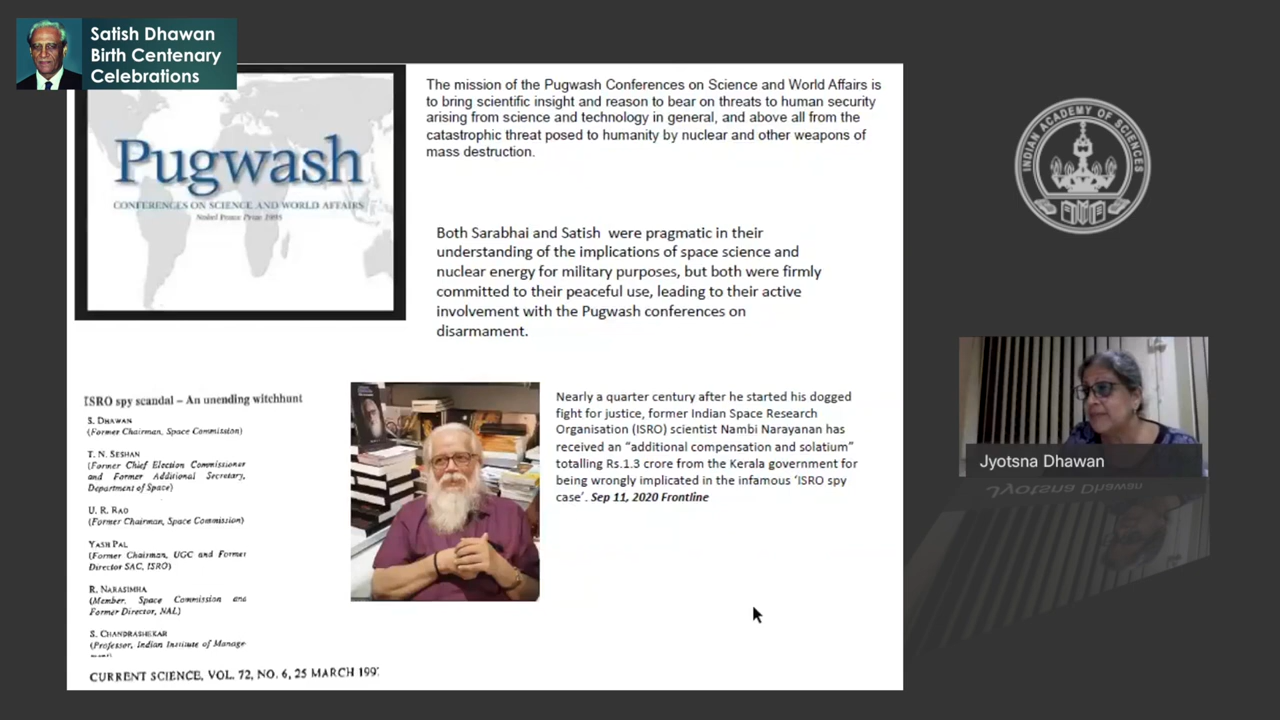 Satish Dhawan
Birth Centenary
Celebrations
Pugwash
CONFERENCES ON SCIENCE AND WORLD AFFAIRS
Nobel Peace Prize 1995
The mission of the Pugwash Conferences on Science and World Affairs is
to bring scientific insight and reason to bear on threats to human security
arising from science and technology in general, and above all from the
catastrophic threat posed to humanity by nuclear and other weapons of
mass destruction.
Both Sarabhai and Satish were pragmatic in their
understanding of the implications of space science and
nuclear energy for military purposes, but both were firmly
committed to their peaceful use, leading to their active
involvement with the Pugwash conferences on
disarmament.
ISRO spy scandal – An unending witchhunt
S. DHAWAN
(Former Chairman, Space Commission)
T. N. SESHAN
(Former Chief Election Commissioner
and Former Additional Secretary,
Department of Space)
U. R. RAO
(Former Chairman, Space Commission)
YASH PAL
(Former Chairman, UGC and Former
Director SAC, ISRO)
R. NARASIMHA
(Member, Space Commission and
Former Director, NAL)
S. CHANDRASHEKAR
(Professor, Indian Institute of Manage-
CURRENT SCIENCE, VOL. 72, NO. 6, 25 MARCH 199
Nearly a quarter century after he started his dogged
fight for justice, former Indian Space Research
Organisation (ISRO) scientist Nambi Narayanan has
received an “additional compensation and solatium”
totalling Rs.1.3 crore from the Kerala government for
being wrongly implicated in the infamous ‘ISRO spy
case’. Sep 11, 2020 Frontline
INDIAN ACADEMY OF SCIENCES
Jyotsna Dhawan